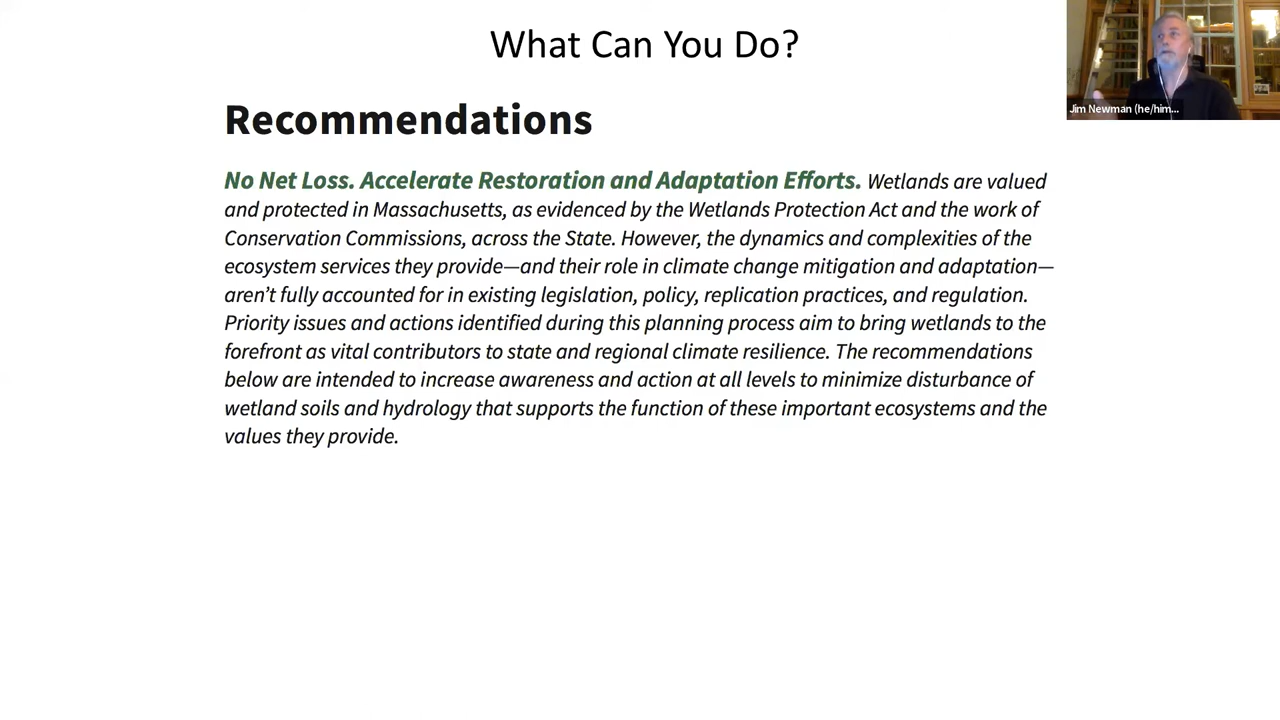 What Can You Do?
Jim Newman (he/him...
Recommendations
No Net Loss. Accelerate Restoration and Adaptation Efforts. Wetlands are valued
and protected in Massachusetts, as evidenced by the Wetlands Protection Act and the work of
Conservation Commissions, across the State. However, the dynamics and complexities of the
ecosystem services they provide—and their role in climate change mitigation and adaptation—
aren’t fully accounted for in existing legislation, policy, replication practices, and regulation.
Priority issues and actions identified during this planning process aim to bring wetlands to the
forefront as vital contributors to state and regional climate resilience. The recommendations
below are intended to increase awareness and action at all levels to minimize disturbance of
wetland soils and hydrology that supports the function of these important ecosystems and the
values they provide.